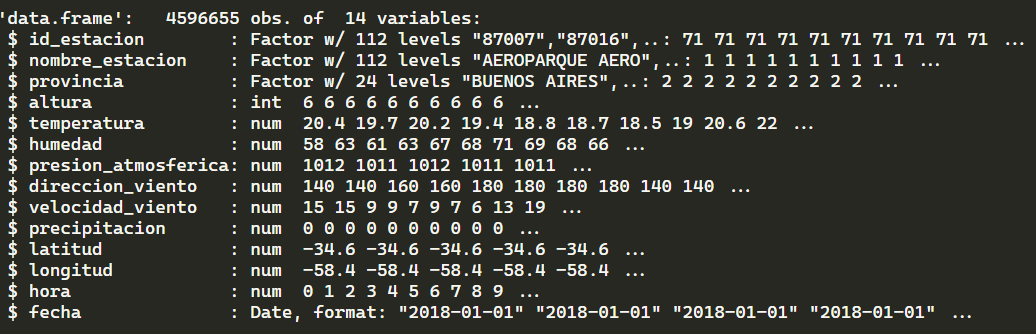 'data.frame':   4596655 obs. of  14 variables:
 $ id_estacion        : Factor w/ 112 levels "87007","87016",..: 71 71 71 71 71 71 71 71 71 71 ...
 $ nombre_estacion    : Factor w/ 112 levels "AEROPARQUE AERO",..: 1 1 1 1 1 1 1 1 1 1 ...
 $ provincia          : Factor w/ 24 levels "BUENOS AIRES",..: 2 2 2 2 2 2 2 2 2 2 ...
 $ altura             : int  6 6 6 6 6 6 6 6 6 6 ...
 $ temperatura        : num  20.4 19.7 20.2 19.4 18.8 18.7 18.5 19 20.6 22 ...
 $ humedad            : num  58 63 61 63 67 68 71 69 68 66 ...
 $ presion_atmosferica: num  1012 1011 1012 1011 1011 ...
 $ direccion_viento   : num  140 140 160 160 180 180 180 180 140 140 ...
 $ velocidad_viento   : num  15 15 9 9 7 9 7 6 13 19 ...
 $ precipitacion      : num  0 0 0 0 0 0 0 0 0 0 ...
 $ latitud            : num  -34.6 -34.6 -34.6 -34.6 -34.6 ...
 $ longitud           : num  -58.4 -58.4 -58.4 -58.4 -58.4 ...
 $ hora               : num  0 1 2 3 4 5 6 7 8 9 ...
 $ fecha              : Date, format: "2018-01-01" "2018-01-01" "2018-01-01" "2018-01-01" ...